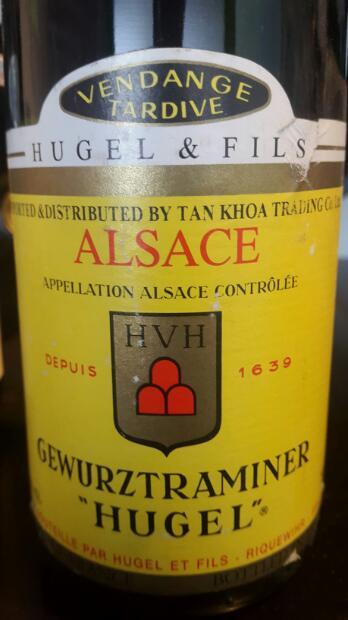 VENDANGE
TARDIVE
HUGEL & FILS
&DISTRIBUTED BY TAN KHOA TRADING
ALSACE
APPELLATION ALSACE CONTRÔLÉE
HVH
DEPUIS 1639
GEWURZTRAMINER
"HUGEL"®
PAR HUGEL ET FILS - RIQUEWIHR